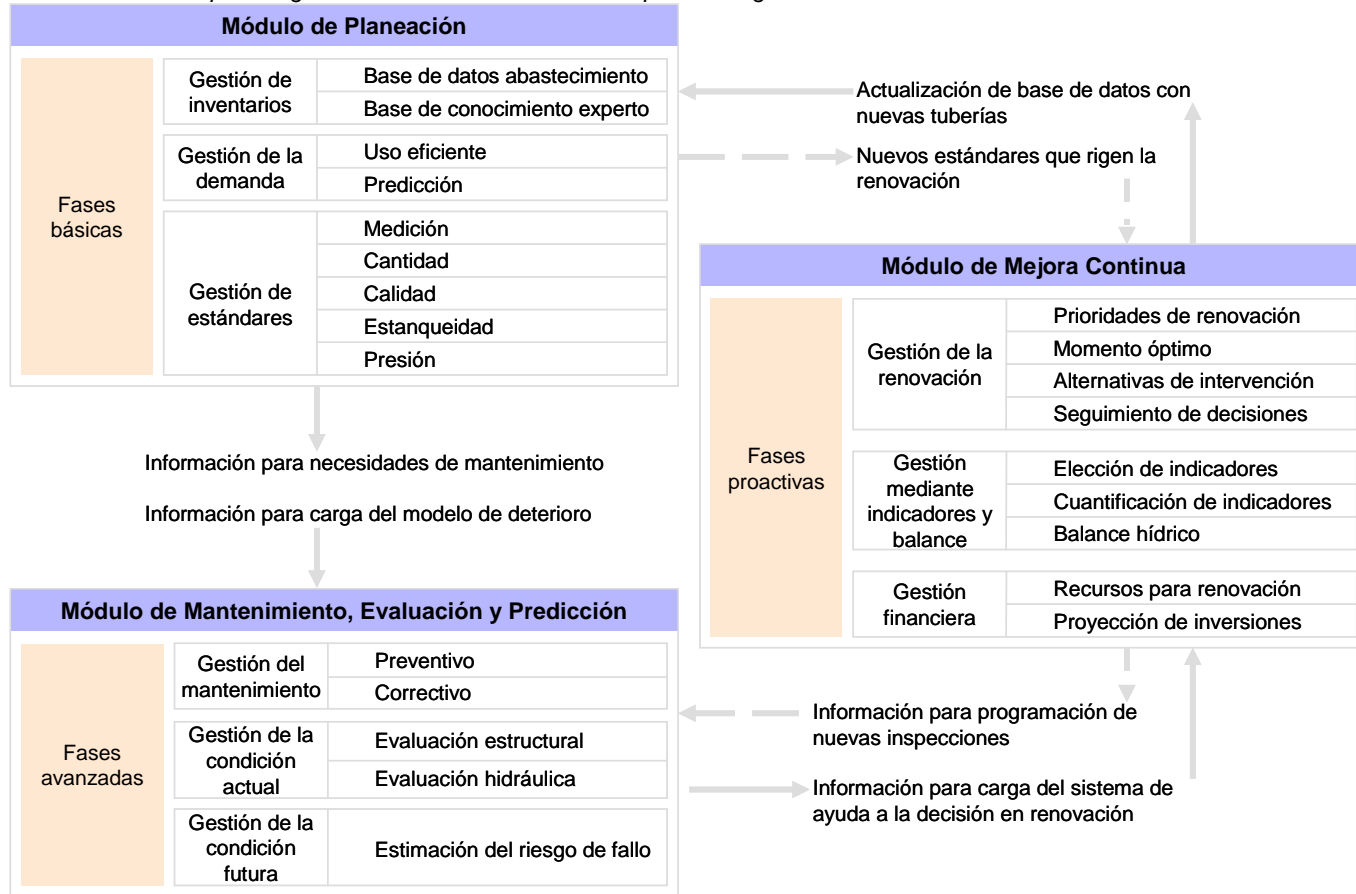 Módulo de Planeación
Fases
básicas
Gestión de
inventarios
Base de datos abastecimiento
Base de conocimiento experto
Gestión de la
demanda
Uso eficiente
Predicción
Gestión de
estándares
Medición
Cantidad
Calidad
Estanqueidad
Presión
Actualización de base de datos con
nuevas tuberías
Nuevos estándares que rigen la
renovación
Módulo de Mejora Continua
Fases
proactivas
Gestión de la
renovación
Prioridades de renovación
Momento óptimo
Alternativas de intervención
Seguimiento de decisiones
Gestión
mediante
indicadores y
balance
Elección de indicadores
Cuantificación de indicadores
Balance hídrico
Gestión
financiera
Recursos para renovación
Proyección de inversiones
Información para necesidades de mantenimiento
Información para carga del modelo de deterioro
Módulo de Mantenimiento, Evaluación y Predicción
Fases
avanzadas
Gestión del
mantenimiento
Preventivo
Correctivo
Gestión de la
condición
actual
Evaluación estructural
Evaluación hidráulica
Gestión de la
condición
futura
Estimación del riesgo de fallo
Información para programación de
nuevas inspecciones
Información para carga del sistema de
ayuda a la decisión en renovación